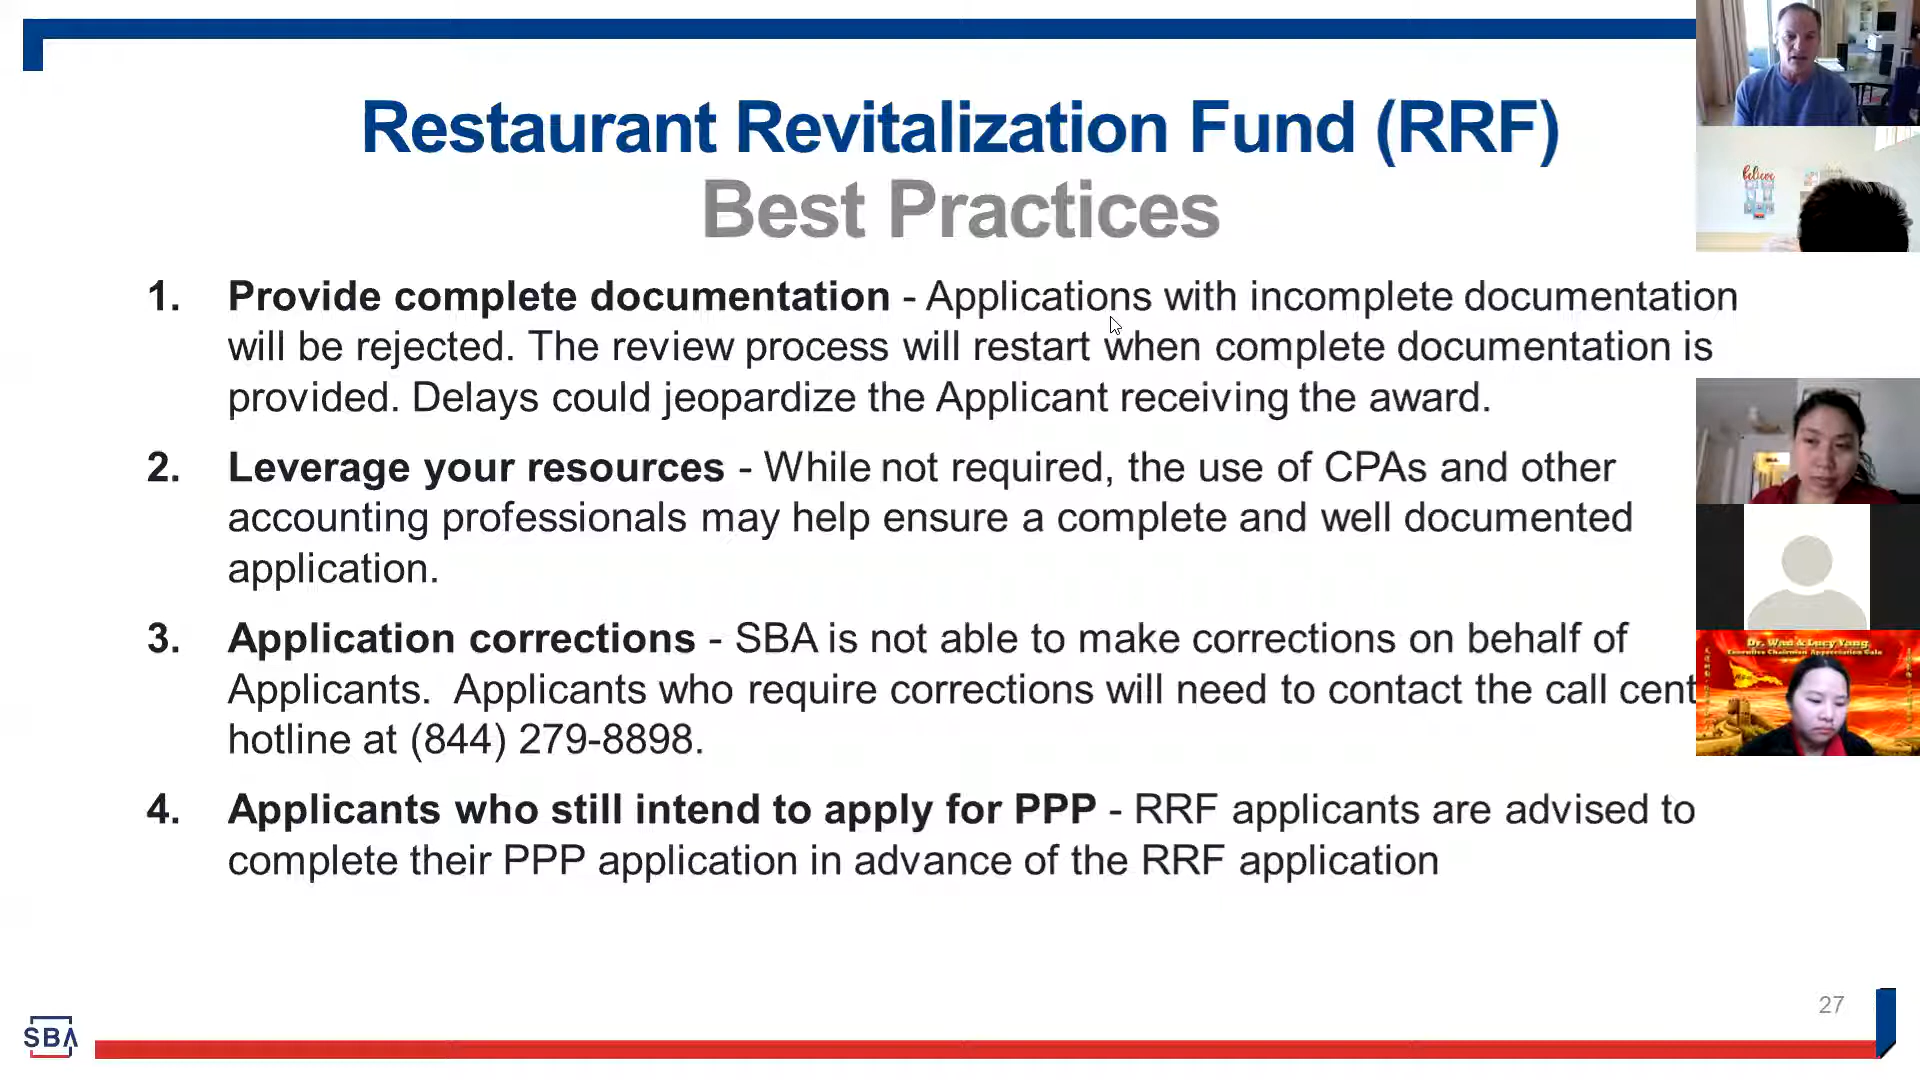 Restaurant Revitalization Fund (RRF)
Best Practices
1. Provide complete documentation - Applications with incomplete documentation
will be rejected. The review process will restart when complete documentation is
provided. Delays could jeopardize the Applicant receiving the award.
2. Leverage your resources - While not required, the use of CPAs and other
accounting professionals may help ensure a complete and well documented
application.
3. Application corrections - SBA is not able to make corrections on behalf of
Applicants.  Applicants who require corrections will need to contact the call cent
hotline at (844) 279-8898.
4. Applicants who still intend to apply for PPP - RRF applicants are advised to
complete their PPP application in advance of the RRF application
27
SBA
believe
Executive Chairman Appreciation Gala